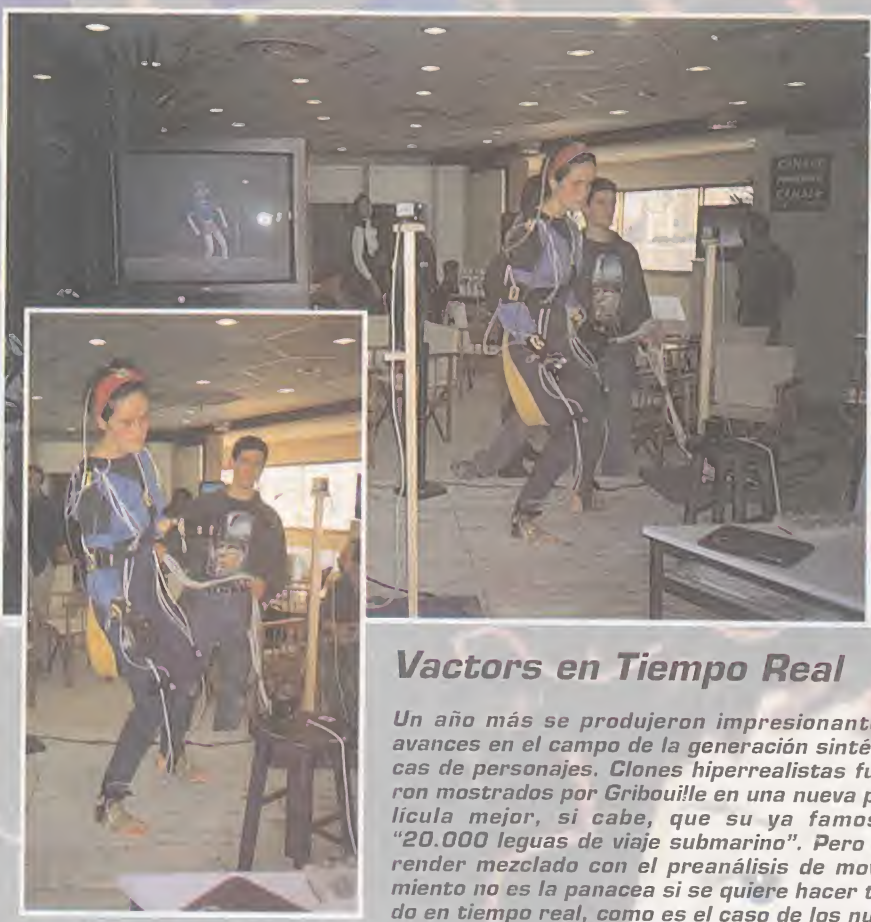 CANAL+
CANAL+
Vactors en Tiempo Real
Un año más se produjeron impresionant
avances en el campo de la generación sinté
cas de personajes. Clones hiperrealistas fu
ron mostrados por Gribouille en una nueva p
lícula mejor, si cabe, que su ya famos
"20.000 leguas de viaje submarino". Pero
render mezclado con el preanálisis de mov
miento no es la panacea si se quiere hacer t
do en tiempo real, como es el caso de los nu